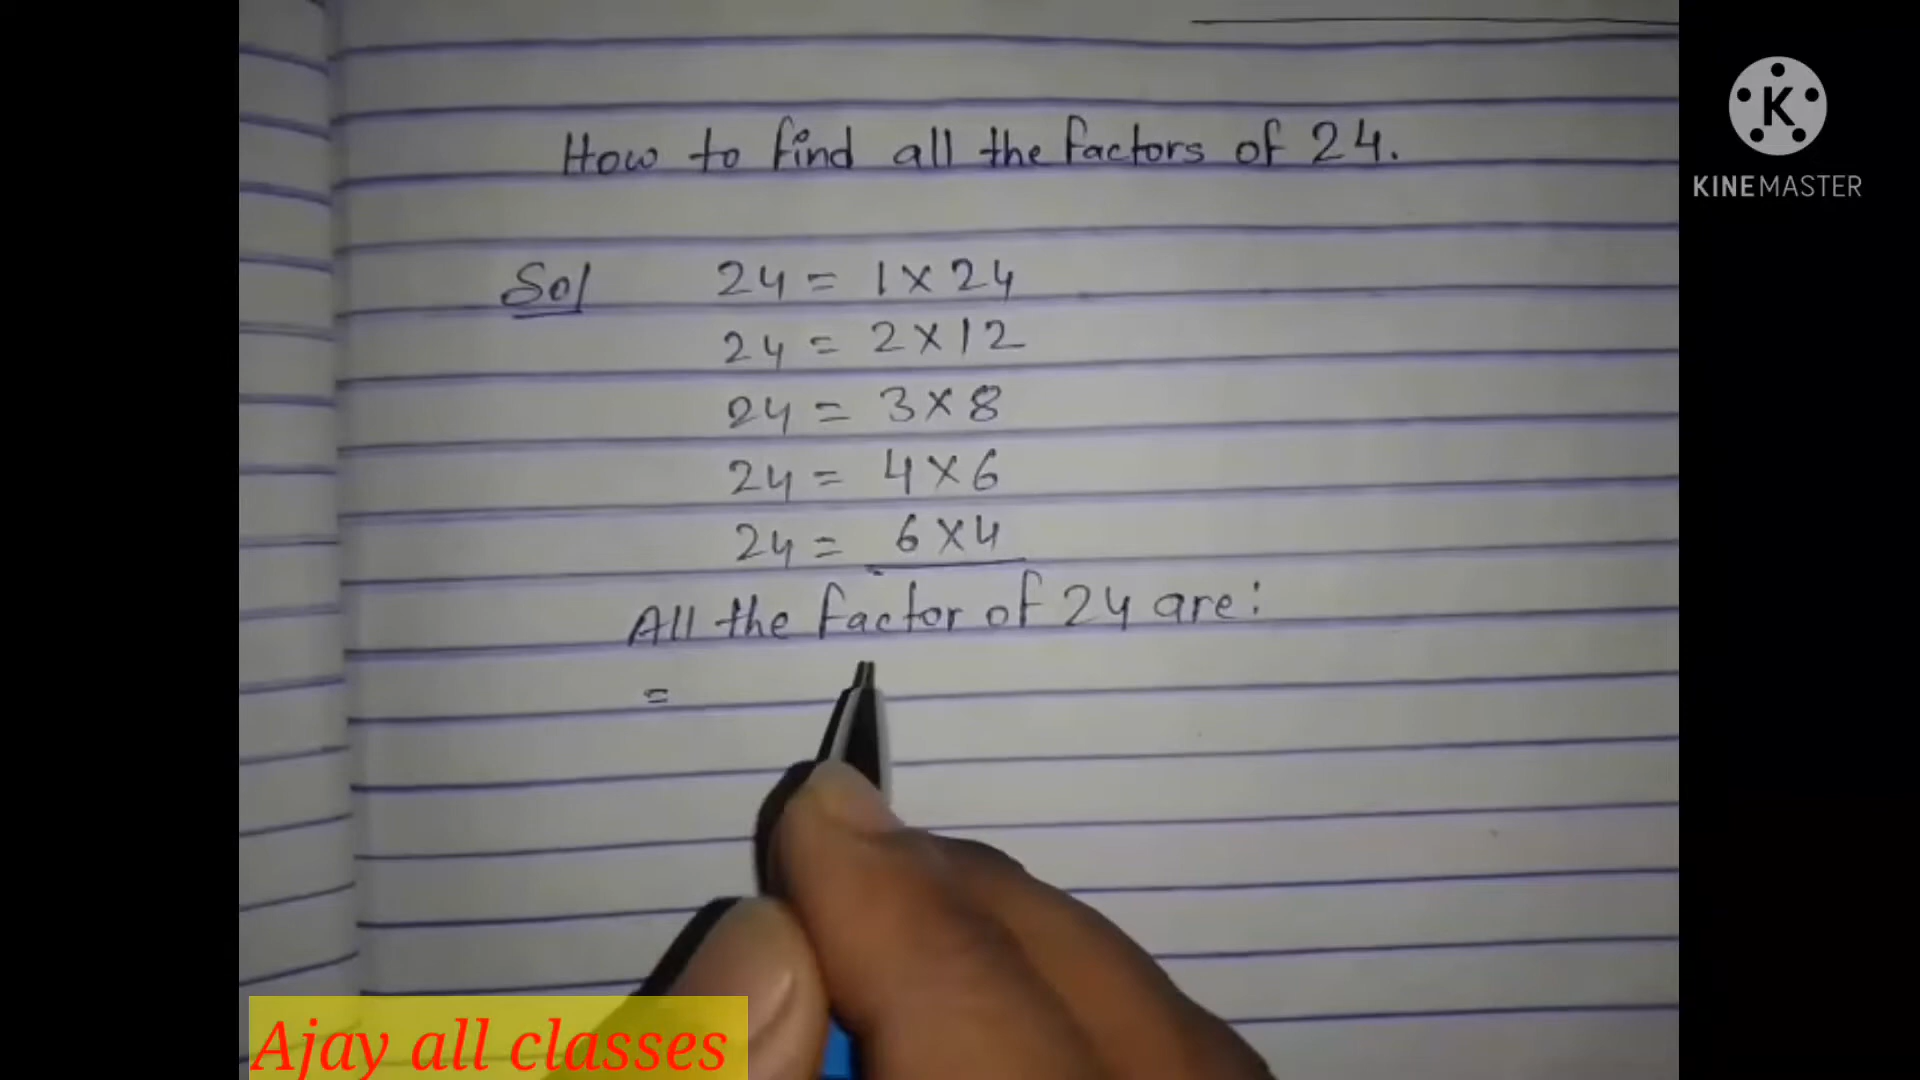 How to find all the factors of 24.
KINEMASTER
Sol 24 = 1 × 24
24 = 2 × 12
24 = 3 × 8
24 = 4 × 6
24 = 6 × 4
All the factor of 24 are:
=
Ajay all classes